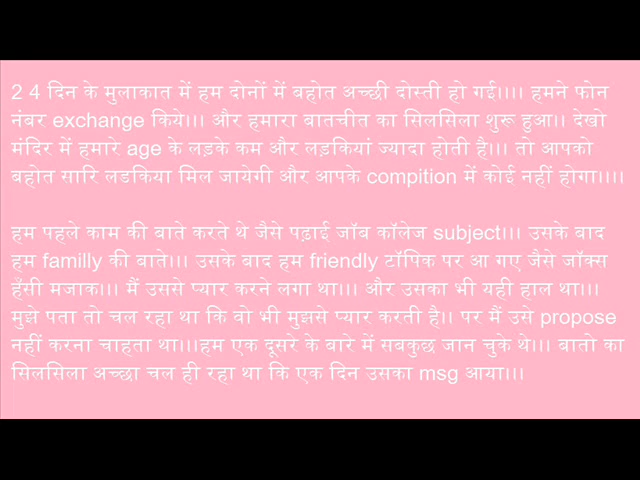 2 4 दिन के मुलाकात में हम दोनों में बहोत अच्छी दोस्ती हो गई।।।। हमने फोन
नंबर exchange किये।।। और हमारा बातचीत का सिलसिला शुरू हुआ।। देखो
मंदिर में हमारे age के लड़के कम और लड़कियां ज्यादा होती है।।। तो आपको
बहोत सारि लडकिया मिल जायेगी और आपके compition में कोई नहीं होगा।।।।
हम पहले काम की बाते करते थे जैसे पढ़ाई जॉब कॉलेज subject।।। उसके बाद
हम familly की बाते।।। उसके बाद हम friendly टॉपिक पर आ गए जैसे जॉक्स
हँसी मजाक।।। मैं उससे प्यार करने लगा था।।। और उसका भी यही हाल था।।।
मुझे पता तो चल रहा था कि वो भी मुझसे प्यार करती है।। पर मैं उसे propose
नहीं करना चाहता था।।।हम एक दूसरे के बारे में सबकुछ जान चुके थे।।। बातो का
सिलसिला अच्छा चल ही रहा था कि एक दिन उसका msg आया।।।